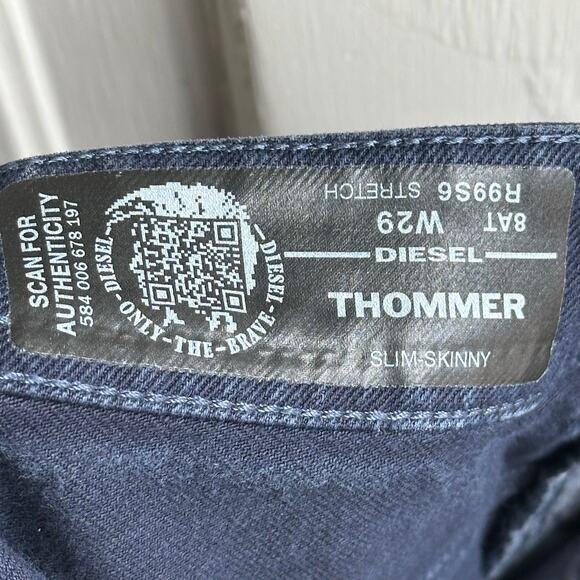 SCAN FOR
AUTHENTICITY
584 006 678 197
DIESEL-ONLY-THE-BRAVE-DIESEL
R99S6 STRETCH
8AT W29
DIESEL
THOMMER
SLIM-SKINNY